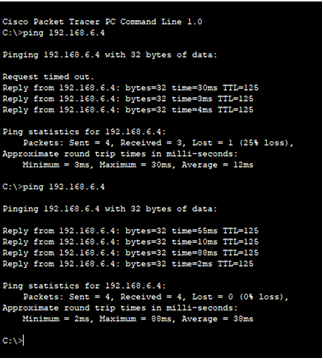 Cisco Packet Tracer PC Command Line 1.0
C:\>ping 192.168.6.4
Pinging 192.168.6.4 with 32 bytes of data:
Request timed out.
Reply from 192.168.6.4: bytes=32 time=30ms TTL=125
Reply from 192.168.6.4: bytes=32 time=3ms TTL=125
Reply from 192.168.6.4: bytes=32 time=4ms TTL=125
Ping statistics for 192.168.6.4:
Packets: Sent = 4, Received = 3, Lost = 1 (25% loss),
Approximate round trip times in milli-seconds:
Minimum = 3ms, Maximum = 30ms, Average = 12ms
C:\>ping 192.168.6.4
Pinging 192.168.6.4 with 32 bytes of data:
Reply from 192.168.6.4: bytes=32 time=55ms TTL=125
Reply from 192.168.6.4: bytes=32 time=10ms TTL=125
Reply from 192.168.6.4: bytes=32 time=88ms TTL=125
Reply from 192.168.6.4: bytes=32 time=2ms TTL=125
Ping statistics for 192.168.6.4:
Packets: Sent = 4, Received = 4, Lost = 0 (0% loss),
Approximate round trip times in milli-seconds:
Minimum = 2ms, Maximum = 88ms, Average = 38ms
C:\>